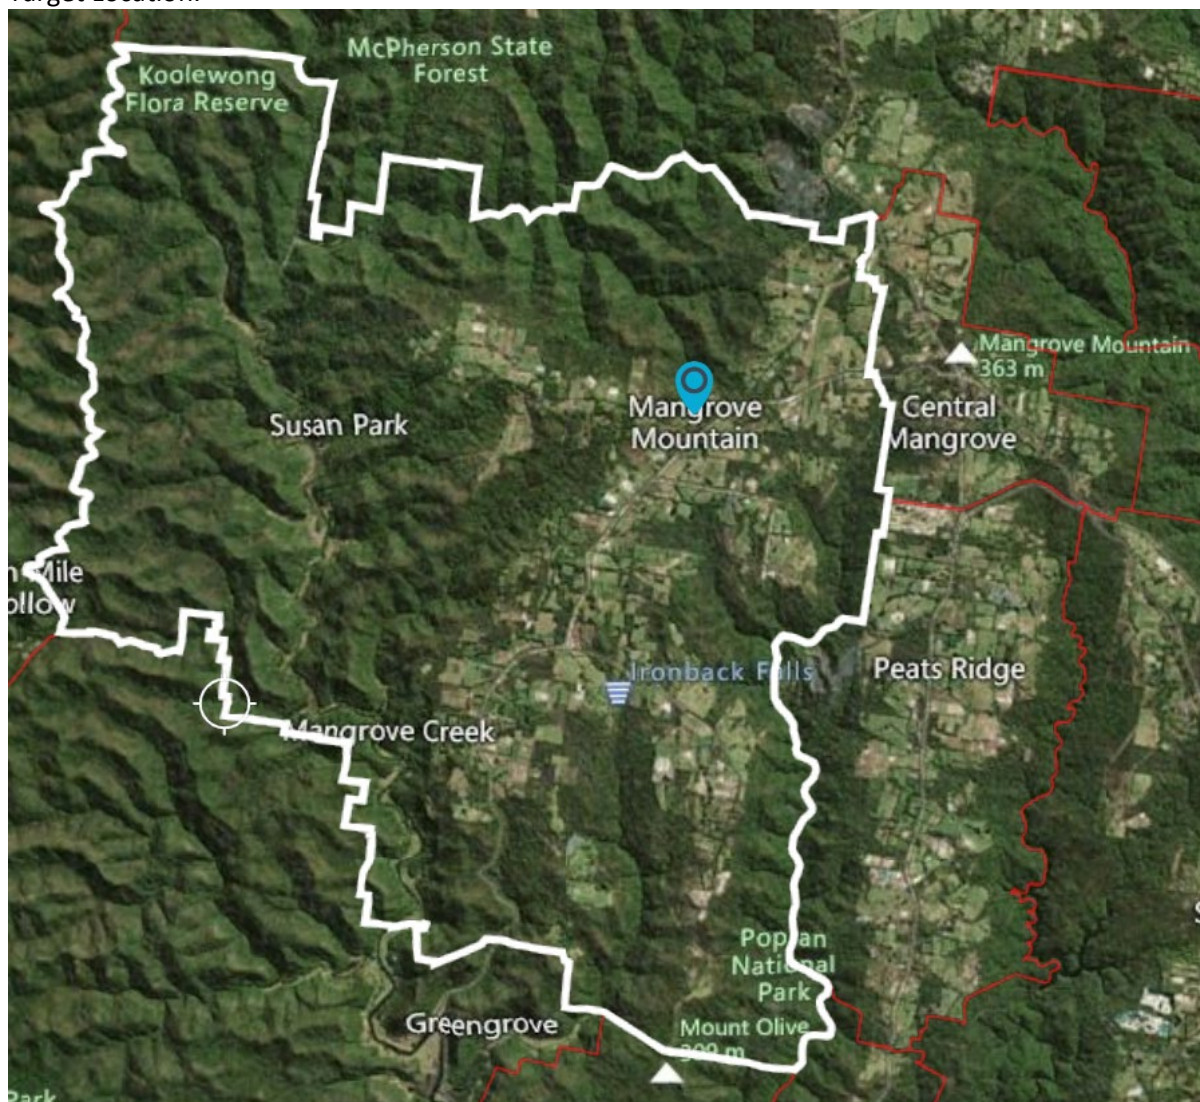 Target Location:
McPherson State
Forest
Koolewong
Flora Reserve
Mangrove Mountain
363 m
Mangrove
Mountain
Central
Mangrove
Susan Park
n Mile
ollow
Ironback Falls
Peats Ridge
Mangrove Creek
Popran
National
Park
Greengrove
Mount Olive
309 m
Park